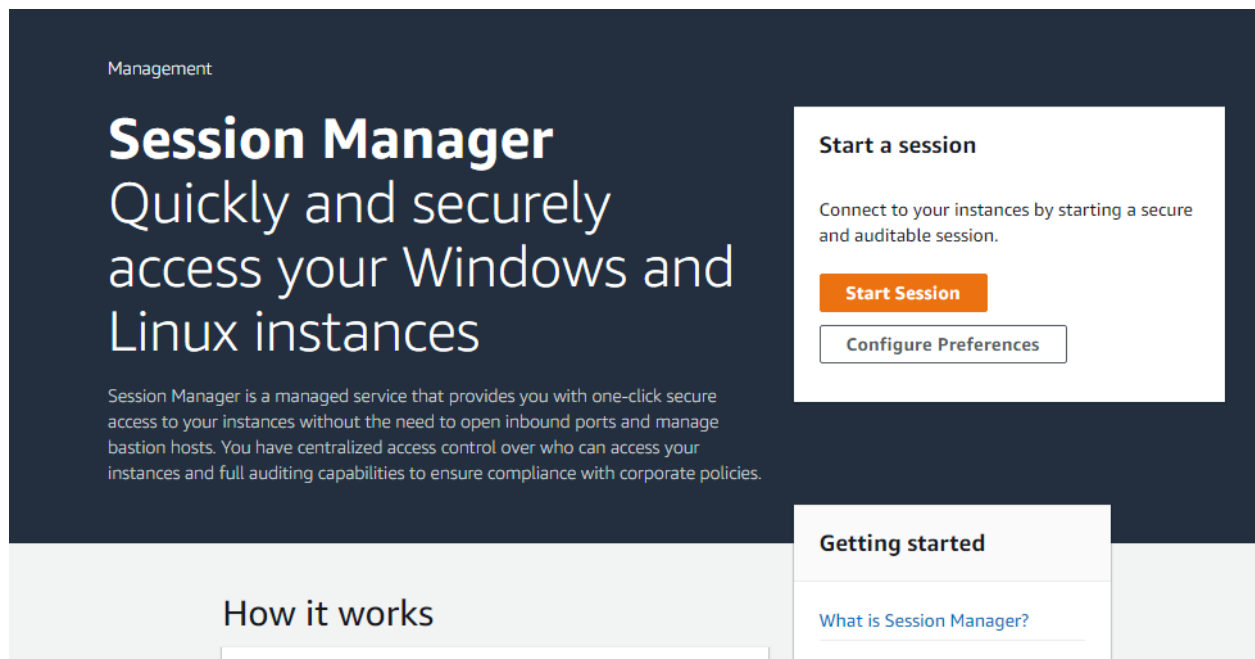 Management
Session Manager
Quickly and securely
access your Windows and
Linux instances
Session Manager is a managed service that provides you with one-click secure
access to your instances without the need to open inbound ports and manage
bastion hosts. You have centralized access control over who can access your
instances and full auditing capabilities to ensure compliance with corporate policies.
Start a session
Connect to your instances by starting a secure
and auditable session.
Start Session
Configure Preferences
How it works
Getting started
What is Session Manager?